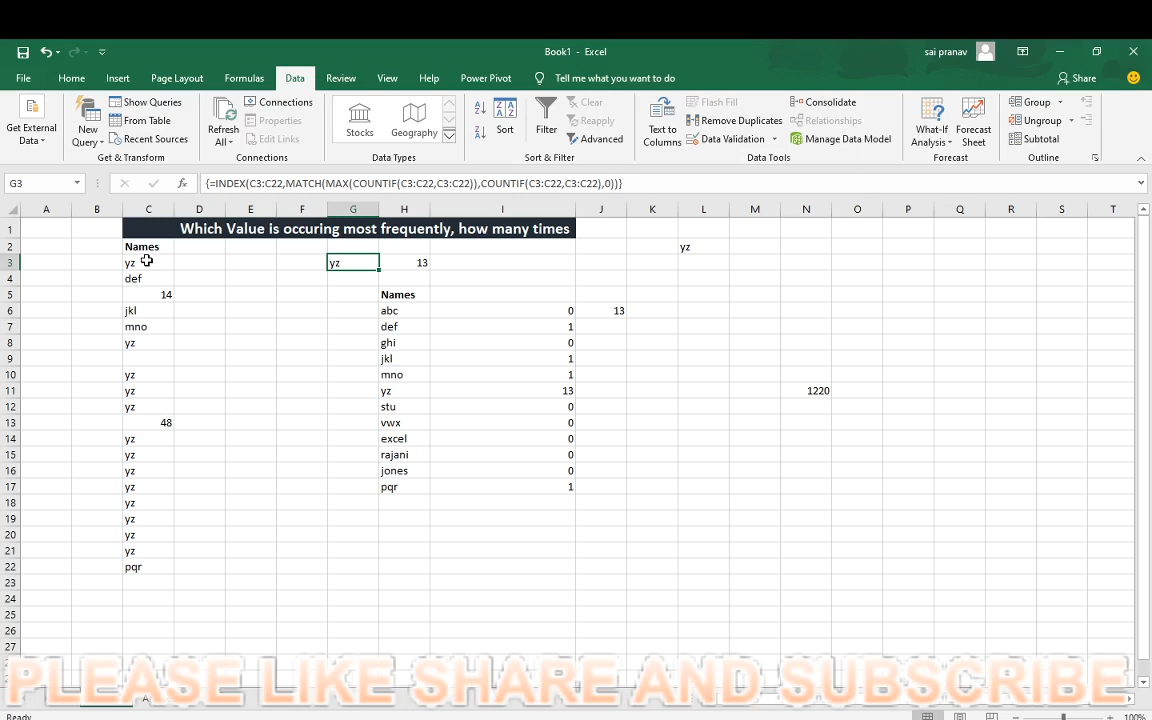 Book1 - Excel
sai pranav
File Home Insert Page Layout Formulas Data Review View Help Power Pivot Tell me what you want to do Share
Get External Data
New Query
Show Queries
From Table
Recent Sources
Get & Transform
Refresh All
Connections
Properties
Edit Links
Connections
Stocks
Geography
Data Types
Sort
Filter
Clear
Reapply
Advanced
Sort & Filter
Text to Columns
Flash Fill
Remove Duplicates
Data Validation
Consolidate
Relationships
Manage Data Model
Data Tools
What-If Analysis
Forecast Sheet
Forecast
Group
Ungroup
Subtotal
Outline
G3 fx {=INDEX(C3:C22,MATCH(MAX(COUNTIF(C3:C22,C3:C22)),COUNTIF(C3:C22,C3:C22),0))}
A B C D E F G H I J K L M N O P Q R S T
1 Which Value is occuring most frequently, how many times
2 Names yz
3 yz yz 13
4 def
5 14 Names
6 jkl abc 0 13
7 mno def 1
8 yz ghi 0
9 jkl 1
10 yz mno 1
11 yz yz 13 1220
12 yz stu 0
13 48 vwx 0
14 yz excel 0
15 yz rajani 0
16 yz jones 0
17 yz pqr 1
18 yz
19 yz
20 yz
21 yz
22 pqr
23
24
25
26
27
PLEASE LIKE SHARE AND SUBSCRIBE
Ready 100%